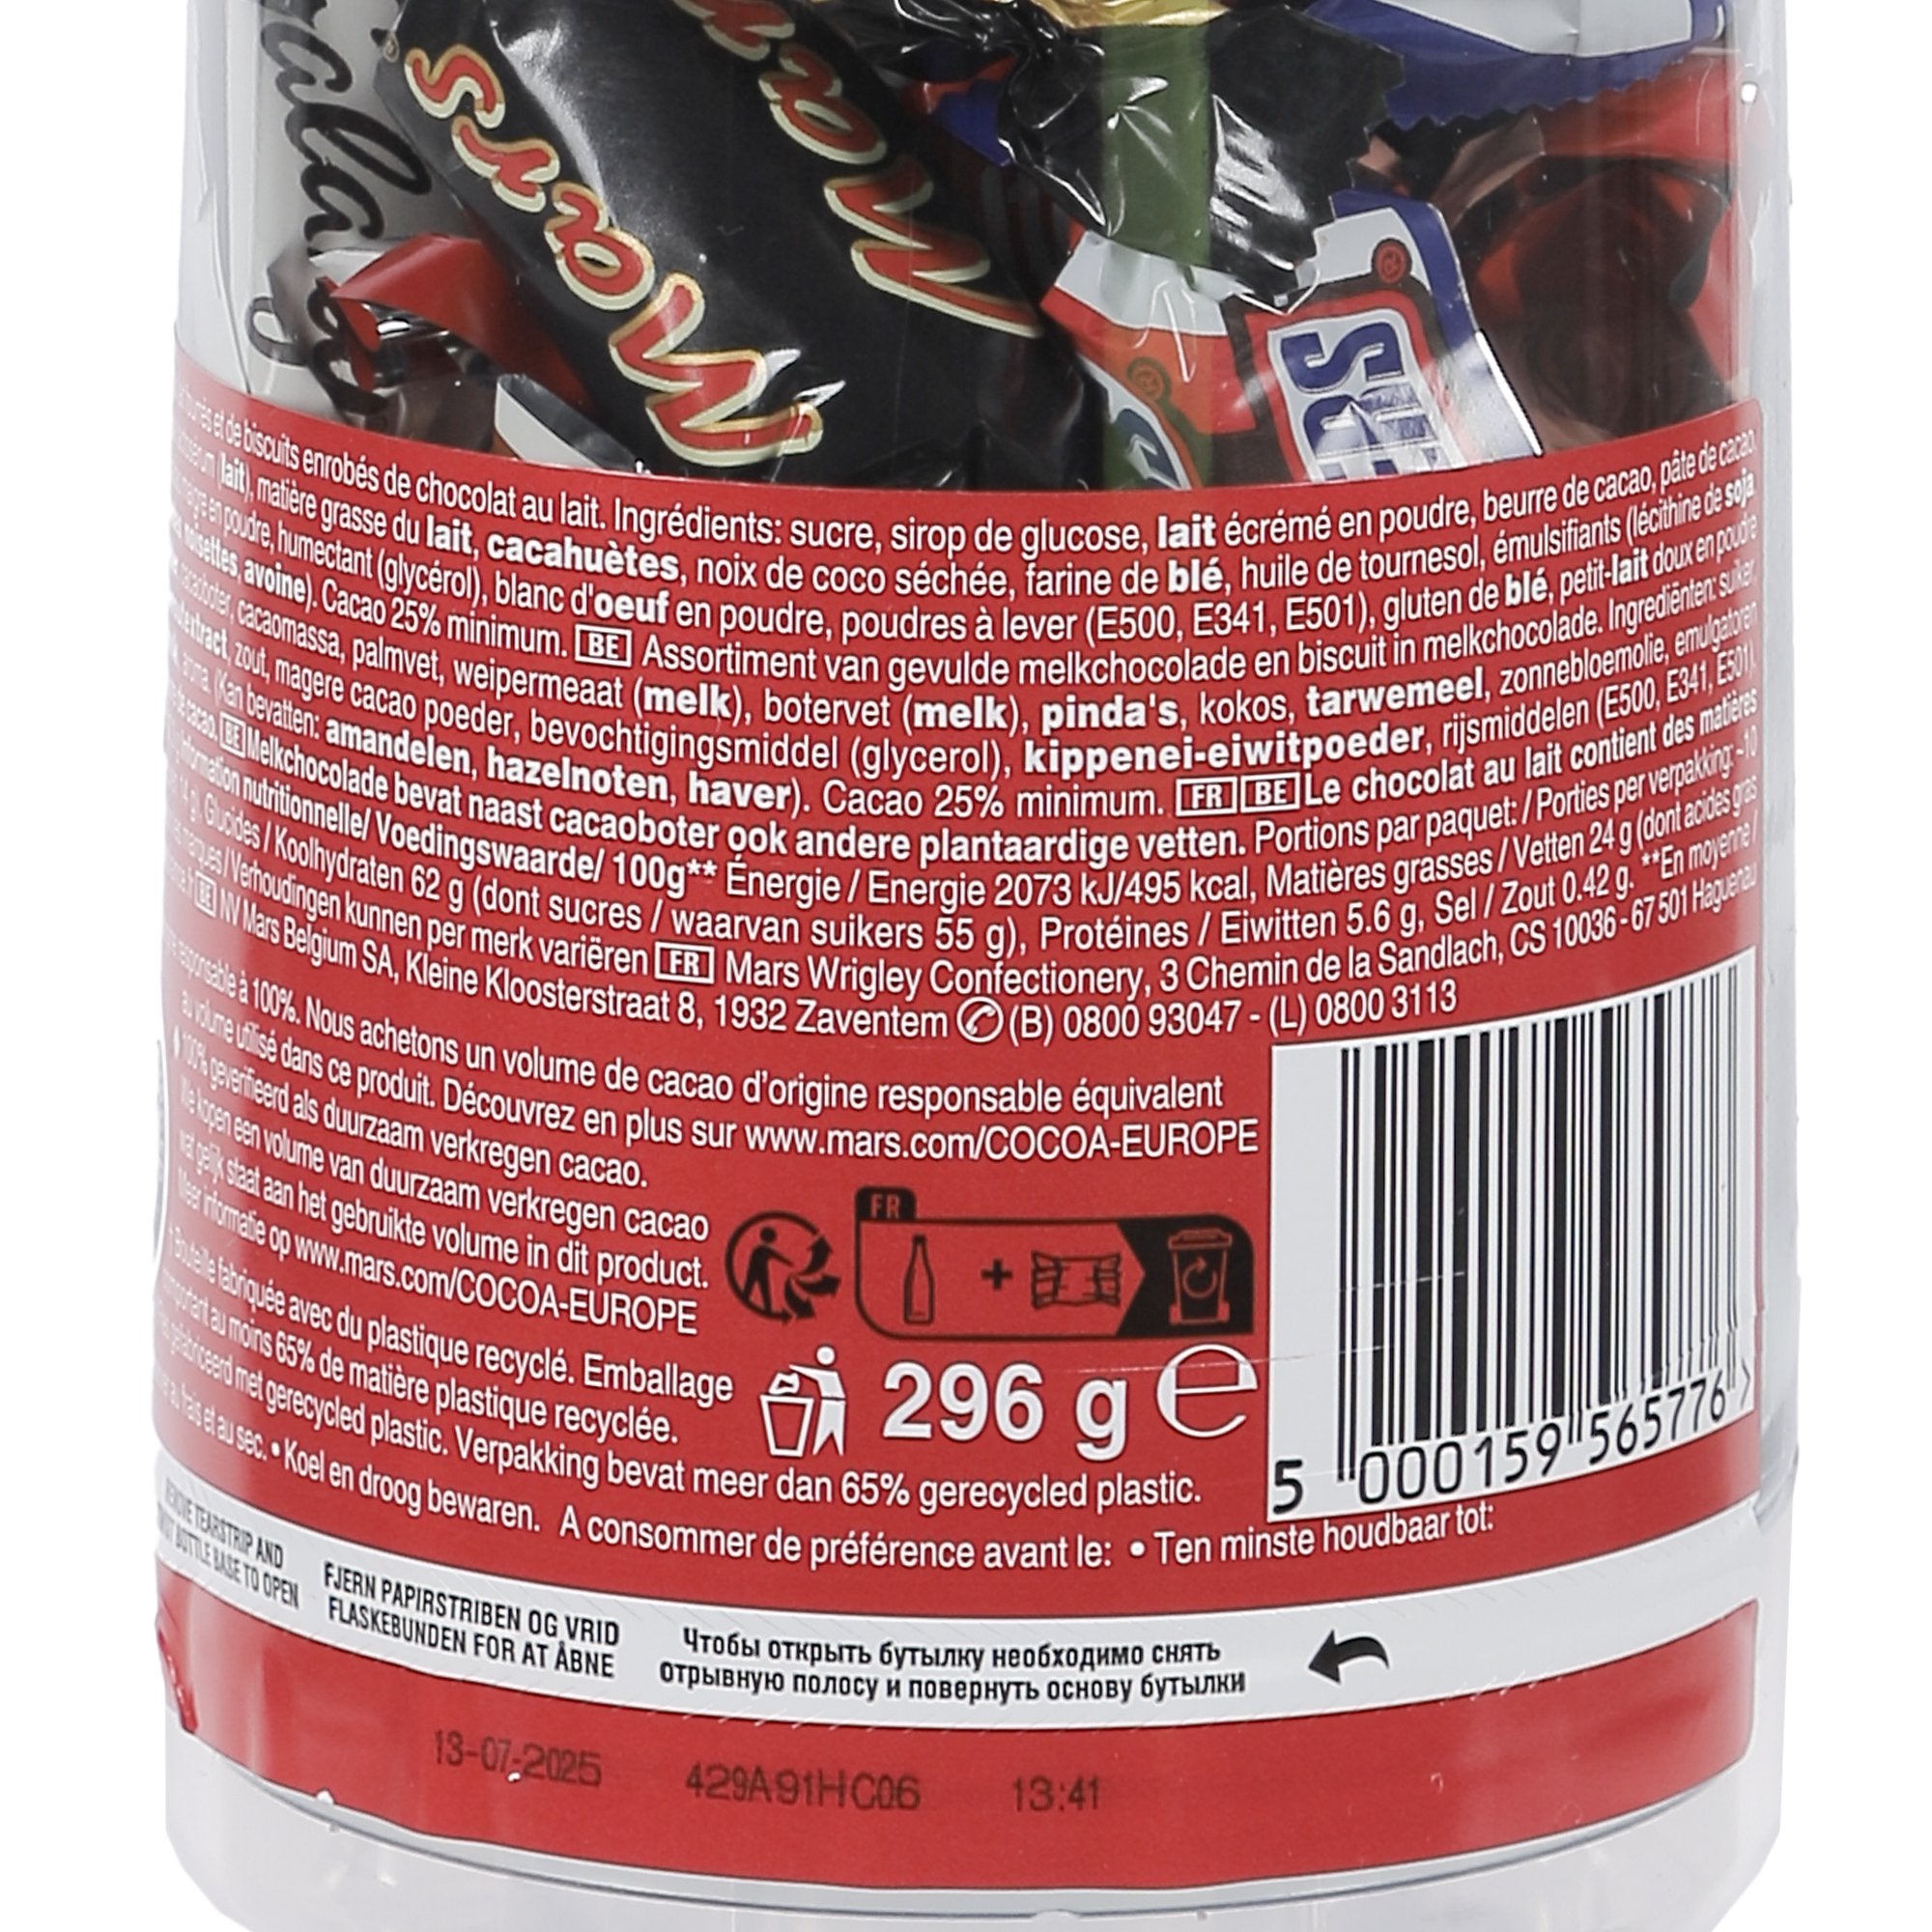 Mars
Mars
et de biscuits enrobés de chocolat au lait. Ingrédients: sucre, sirop de glucose, lait écrémé en poudre, beurre de cacao, pâte de cacao,
(lait), matière grasse du lait, cacahuètes, noix de coco séchée, farine de blé, huile de tournesol, émulsifiants (lécithine de soja
maigre en poudre, humectant (glycérol), blanc d'oeuf en poudre, poudres à lever (E500, E341, E501), gluten de blé, petit-lait doux en poudre
noisettes, avoine). Cacao 25% minimum. BE Assortiment van gevulde melkchocolade en biscuit in melkchocolade. Ingrediënten: suiker,
cacaoboter, cacaomassa, palmvet, weipermeaat (melk), botervet (melk), pinda's, kokos, tarwemeel, zonnebloemolie, emulgatoren
extract, zout, magere cacao poeder, bevochtigingsmiddel (glycerol), kippenei-eiwitpoeder, rijsmiddelen (E500, E341, E501),
aroma. (Kan bevatten: amandelen, hazelnoten, haver). Cacao 25% minimum. FR BE Le chocolat au lait contient des matières
de cacao. BE Melkchocolade bevat naast cacaoboter ook andere plantaardige vetten. Portions par paquet: / Porties per verpakking: ~10
information nutritionnelle/ Voedingswaarde/ 100g** Énergie / Energie 2073 kJ/495 kcal, Matières grasses / Vetten 24 g (dont acides gras
14 g), Glucides / Koolhydraten 62 g (dont sucres / waarvan suikers 55 g), Protéines / Eiwitten 5.6 g, Sel / Zout 0.42 g. **En moyenne /
marques / Verhoudingen kunnen per merk variëren FR Mars Wrigley Confectionery, 3 Chemin de la Sandlach, CS 10036 - 67501 Haguenau
BE NV Mars Belgium SA, Kleine Kloosterstraat 8, 1932 Zaventem (B) 0800 93047 - (L) 0800 3113
responsable à 100%. Nous achetons un volume de cacao d'origine responsable équivalent
au volume utilisé dans ce produit. Découvrez en plus sur www.mars.com/COCOA-EUROPE
100% geverifieerd als duurzaam verkregen cacao.
We kopen een volume van duurzaam verkregen cacao
wat gelijk staat aan het gebruikte volume in dit product.
Meer informatie op www.mars.com/COCOA-EUROPE
FR
+
† Bouteille fabriquée avec du plastique recyclé. Emballage
comportant au moins 65% de matière plastique recyclée.
met gerecycled plastic. Verpakking bevat meer dan 65% gerecycled plastic.
296 g ℮
5 000159 565776 >
au frais et au sec. • Koel en droog bewaren. A consommer de préférence avant le: • Ten minste houdbaar tot:
REMOVE TEARSTRIP AND
BOTTLE BASE TO OPEN
FJERN PAPIRSTRIBEN OG VRID
FLASKEBUNDEN FOR AT ÅBNE
Чтобы открыть бутылку необходимо снять
отрывную полосу и повернуть основу бутылки
13-07-2025 429A91HC06 13:41